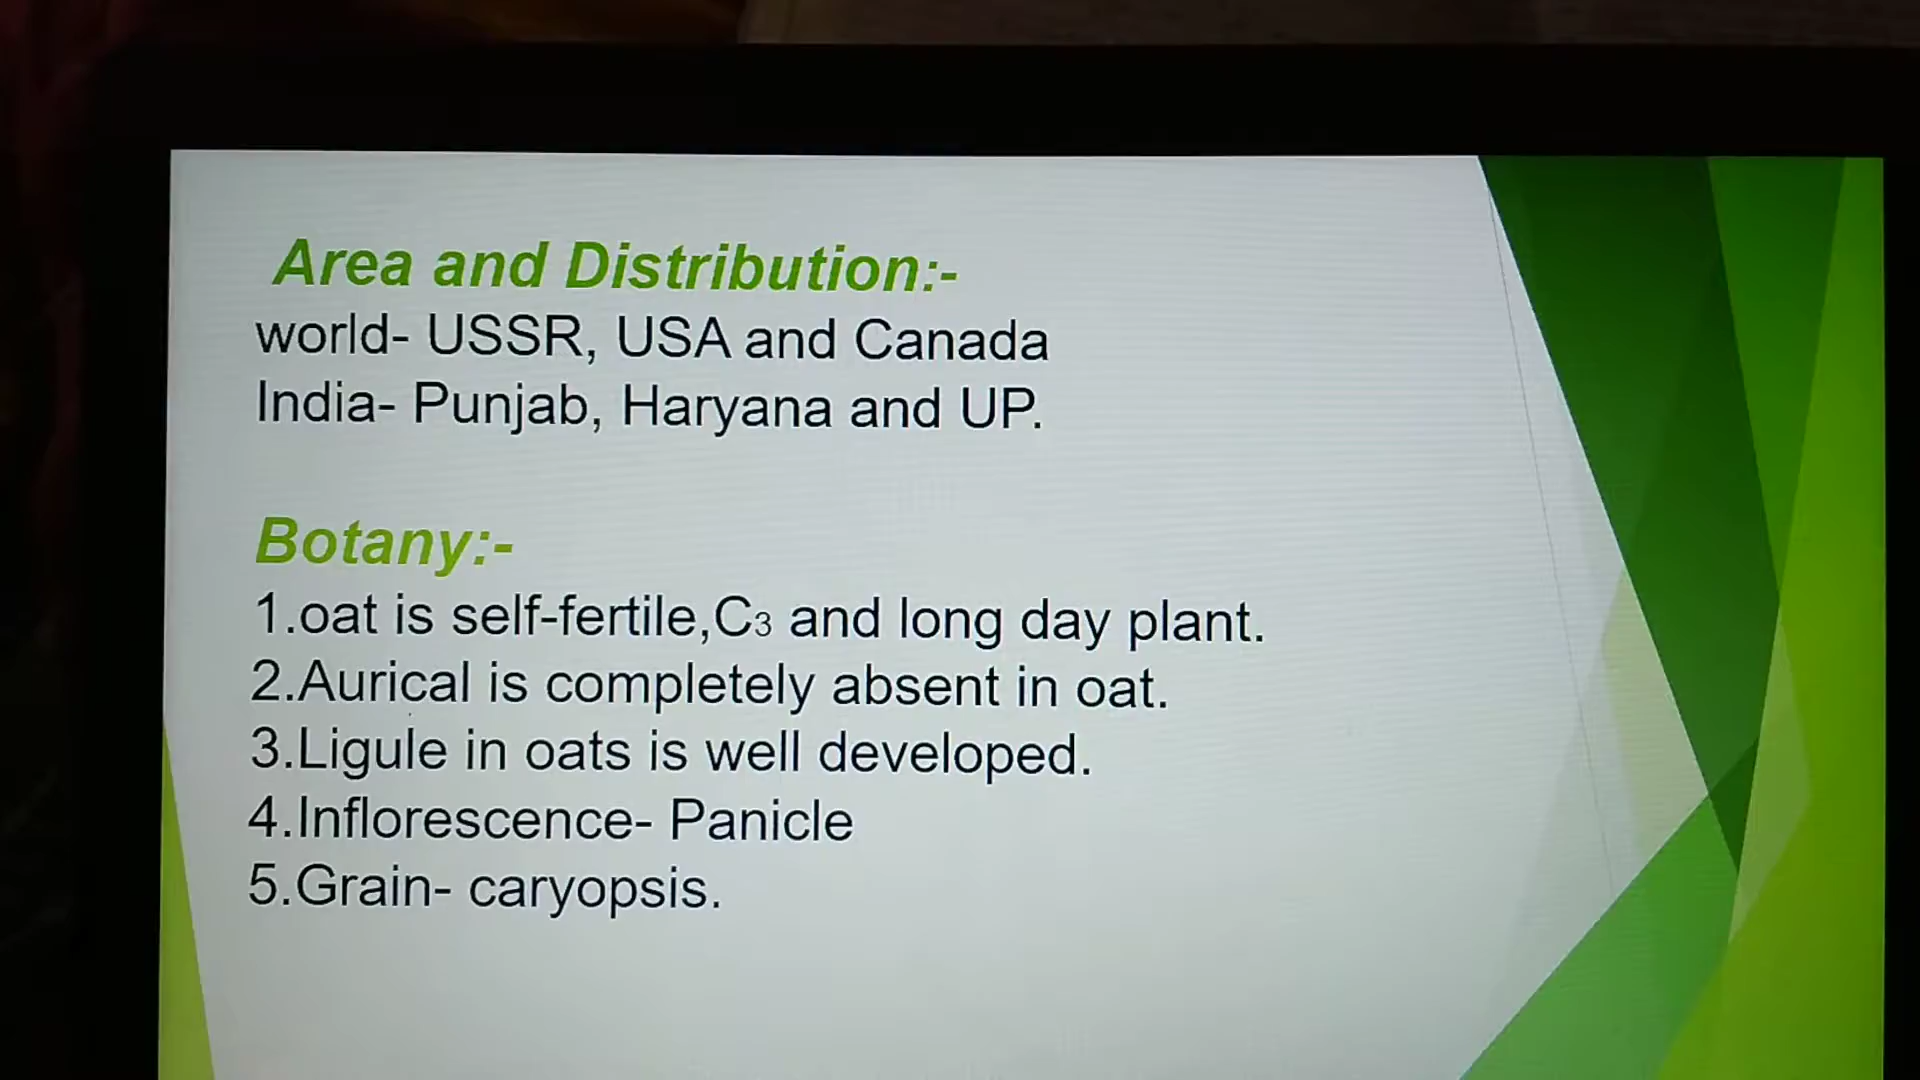 Area and Distribution:-
world- USSR, USA and Canada
India- Punjab, Haryana and UP.
Botany:-
1.oat is self-fertile,C₃ and long day plant.
2.Aurical is completely absent in oat.
3.Ligule in oats is well developed.
4.Inflorescence- Panicle
5.Grain- caryopsis.